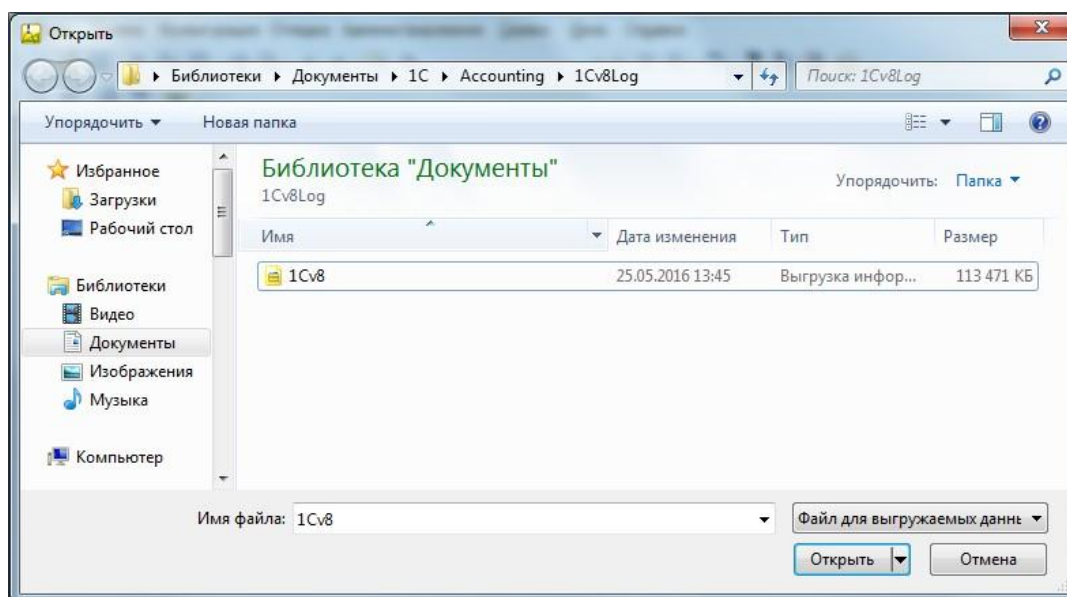 Открыть
Библиотеки Документы 1C Accounting 1Cv8Log Поиск: 1Cv8Log
Упорядочить Новая папка
Избранное
Загрузки
Рабочий стол
Библиотеки
Видео
Документы
Изображения
Музыка
Компьютер
Библиотека "Документы"
1Cv8Log
Упорядочить: Папка
Имя Дата изменения Тип Размер
1Cv8 25.05.2016 13:45 Выгрузка инфор... 113 471 КБ
Имя файла: 1Cv8 Файл для выгружаемых даннь
Открыть Отмена